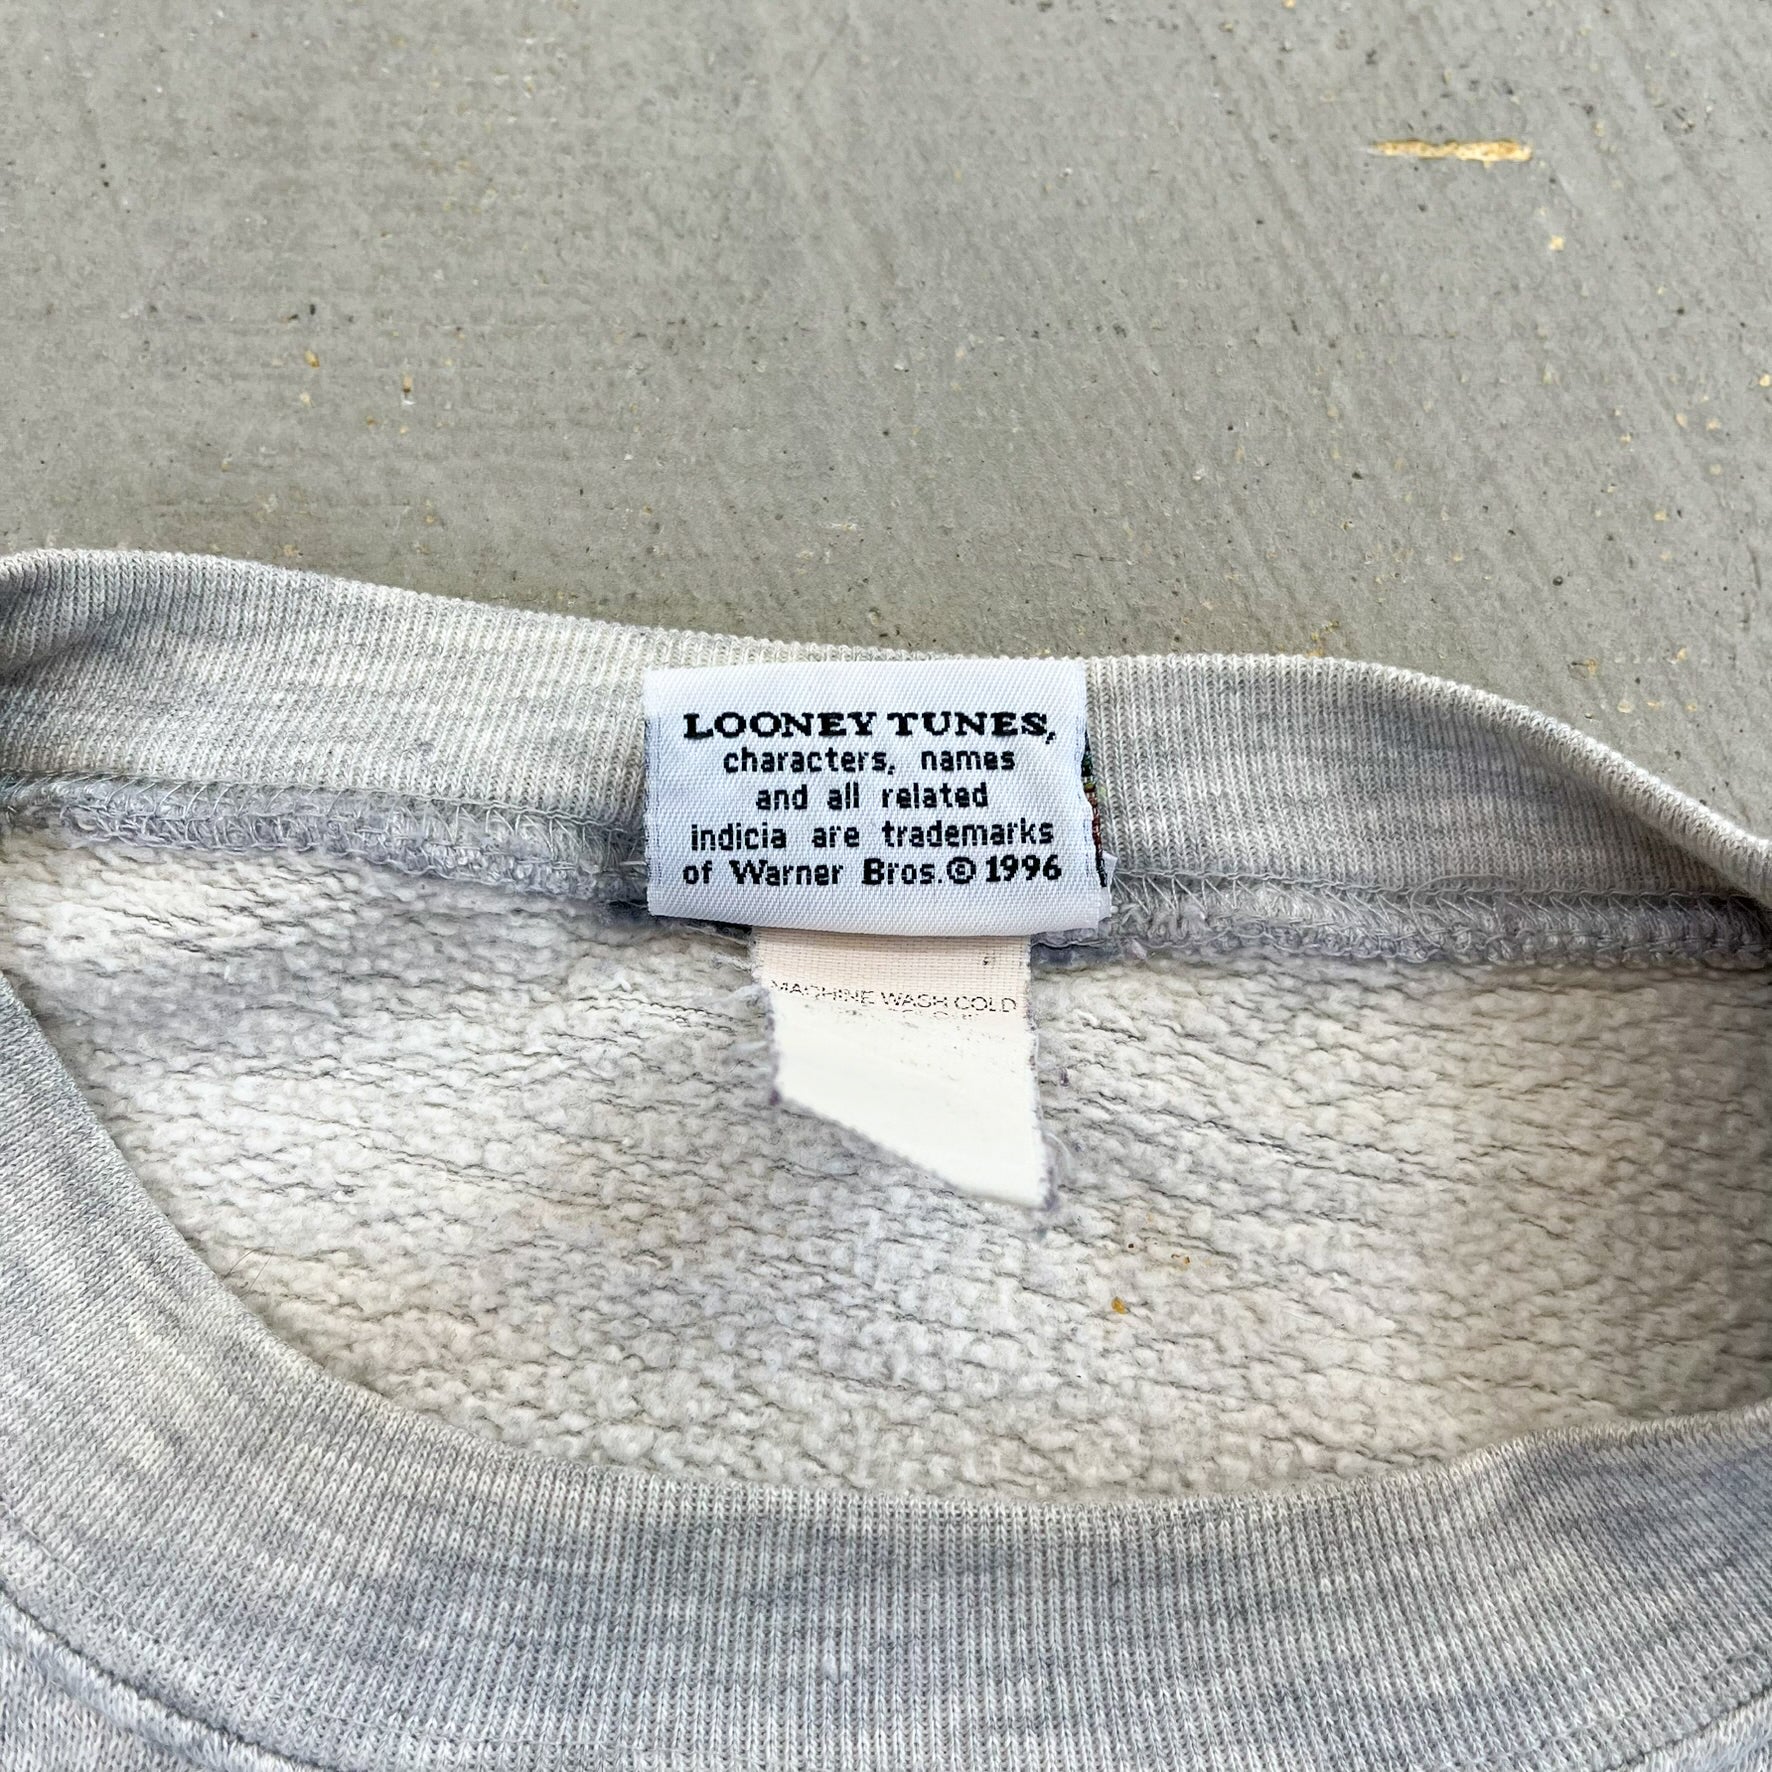 LOONEY TUNES,
characters, names
and all related
indicia are trademarks
of Warner Bros. © 1996
MACHINE WASH COLD